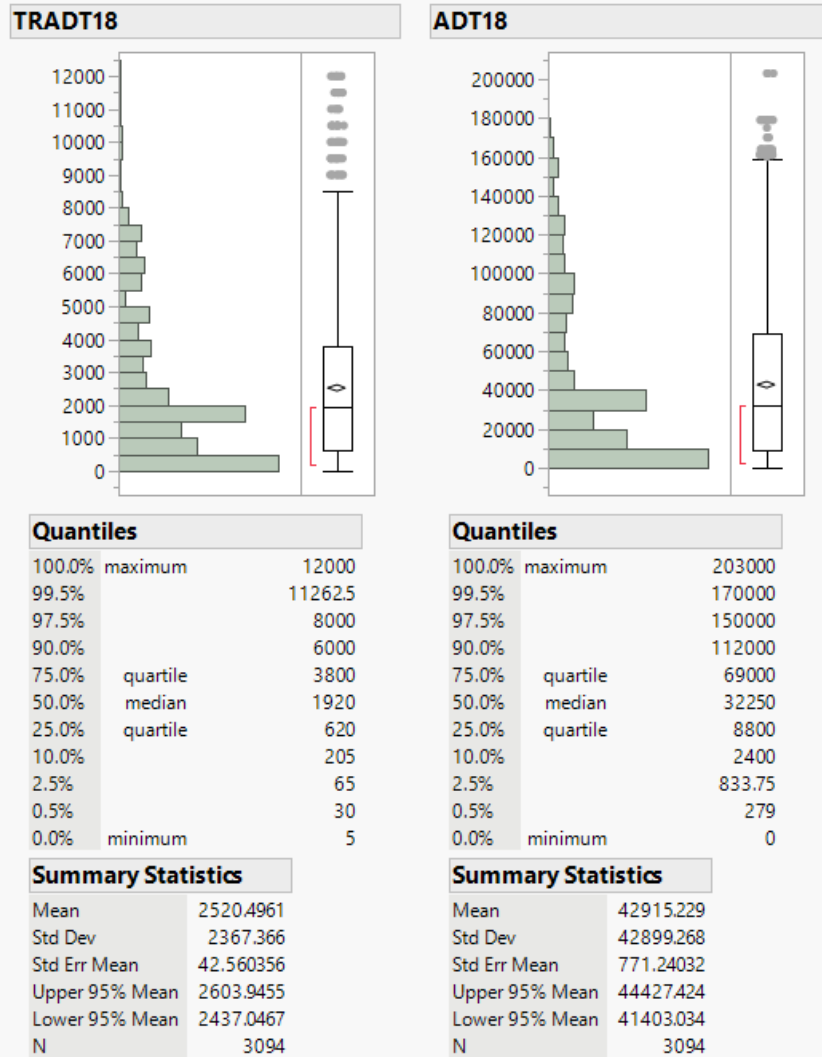 TRADT18
12000
11000
10000
9000
8000
7000
6000
5000
4000
3000
2000
1000
0
Quantiles
100.0% maximum 12000
99.5% 11262.5
97.5% 8000
90.0% 6000
75.0% quartile 3800
50.0% median 1920
25.0% quartile 620
10.0% 205
2.5% 65
0.5% 30
0.0% minimum 5
Summary Statistics
Mean 2520.4961
Std Dev 2367.366
Std Err Mean 42.560356
Upper 95% Mean 2603.9455
Lower 95% Mean 2437.0467
N 3094
ADT18
200000
180000
160000
140000
120000
100000
80000
60000
40000
20000
0
Quantiles
100.0% maximum 203000
99.5% 170000
97.5% 150000
90.0% 112000
75.0% quartile 69000
50.0% median 32250
25.0% quartile 8800
10.0% 2400
2.5% 833.75
0.5% 279
0.0% minimum 0
Summary Statistics
Mean 42915.229
Std Dev 42899.268
Std Err Mean 771.24032
Upper 95% Mean 44427.424
Lower 95% Mean 41403.034
N 3094